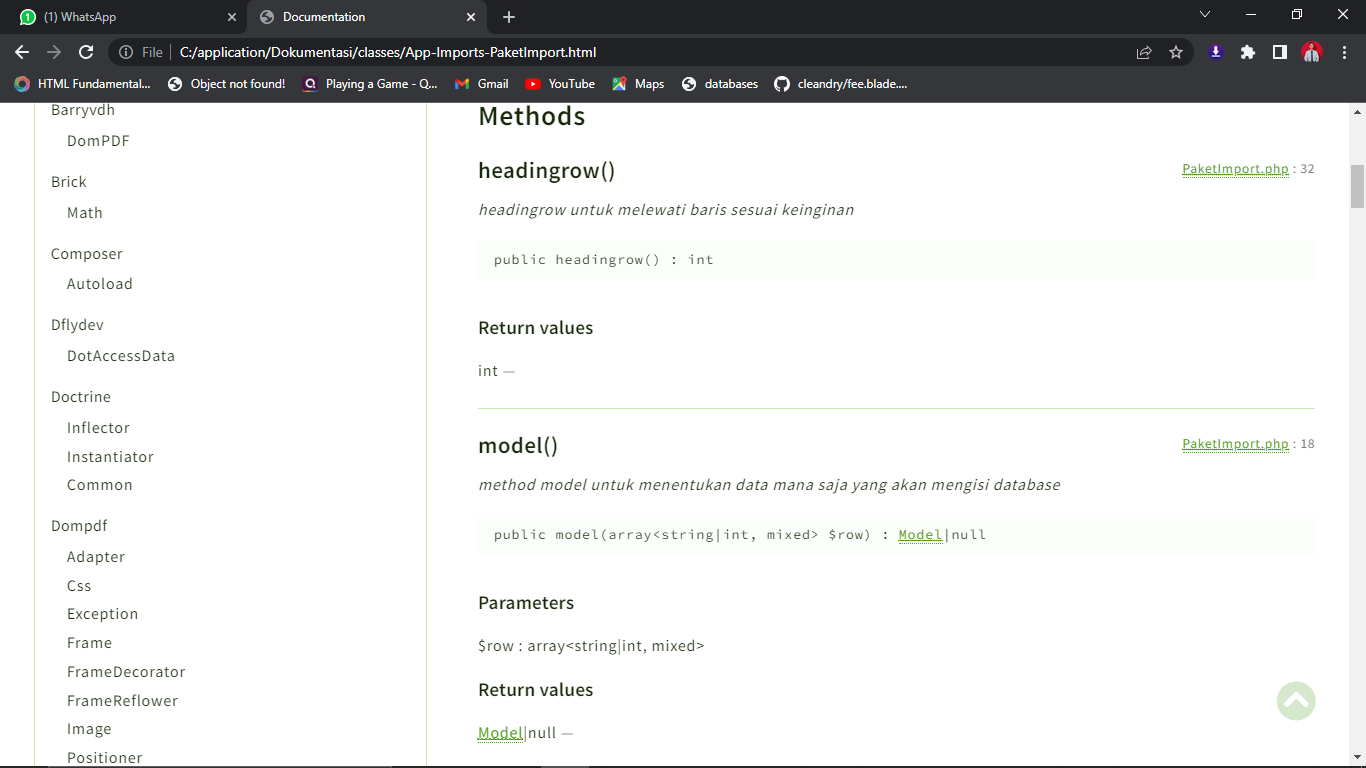 (1) WhatsApp
Documentation
File
C:/application/Dokumentasi/classes/App-Imports-PaketImport.html
HTML Fundamental...
Object not found!
Playing a Game - Q...
Gmail
YouTube
Maps
databases
cleandry/fee.blade....
Barryvdh
DomPDF
Brick
Math
Composer
Autoload
Dflydev
DotAccessData
Doctrine
Inflector
Instantiator
Common
Dompdf
Adapter
Css
Exception
Frame
FrameDecorator
FrameReflower
Image
Positioner
Methods
headingrow()
PaketImport.php : 32
headingrow untuk melewati baris sesuai keinginan
public headingrow() : int
Return values
int —
model()
PaketImport.php : 18
method model untuk menentukan data mana saja yang akan mengisi database
public model(array<string|int, mixed> $row) : Model|null
Parameters
$row : array<string|int, mixed>
Return values
Model|null —